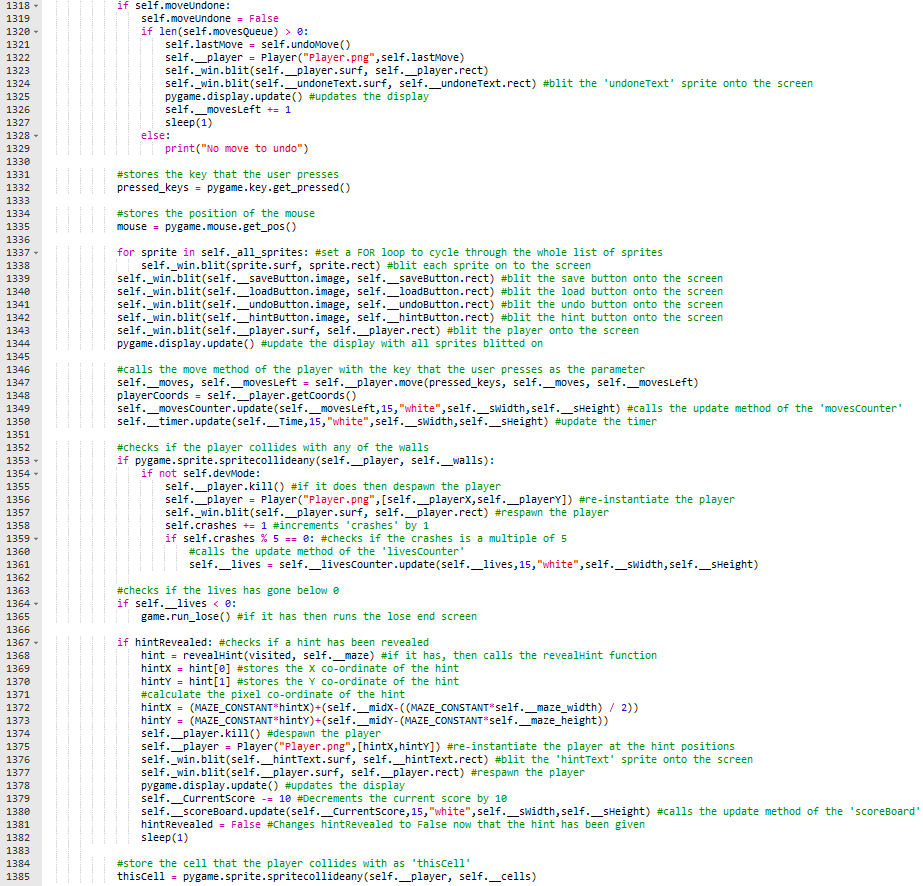 1318 if self.moveUndone:
1319 self.moveUndone = False
1320 if len(self.movesQueue) > 0:
1321 self.lastMove = self.undoMove()
1322 self.__player = Player("Player.png",self.lastMove)
1323 self._win.blit(self.__player.surf, self.__player.rect)
1324 self._win.blit(self.__undoneText.surf, self.__undoneText.rect) #blit the 'undoneText' sprite onto the screen
1325 pygame.display.update() #updates the display
1326 self.__movesLeft += 1
1327 sleep(1)
1328 else:
1329 print("No move to undo")
1330
1331 #stores the key that the user presses
1332 pressed_keys = pygame.key.get_pressed()
1333
1334 #stores the position of the mouse
1335 mouse = pygame.mouse.get_pos()
1336
1337 for sprite in self._all_sprites: #set a FOR loop to cycle through the whole list of sprites
1338 self._win.blit(sprite.surf, sprite.rect) #blit each sprite on to the screen
1339 self._win.blit(self.__saveButton.image, self.__saveButton.rect) #blit the save button onto the screen
1340 self._win.blit(self.__loadButton.image, self.__loadButton.rect) #blit the load button onto the screen
1341 self._win.blit(self.__undoButton.image, self.__undoButton.rect) #blit the undo button onto the screen
1342 self._win.blit(self.__hintButton.image, self.__hintButton.rect) #blit the hint button onto the screen
1343 self._win.blit(self.__player.surf, self.__player.rect) #blit the player onto the screen
1344 pygame.display.update() #update the display with all sprites blitted on
1345
1346 #calls the move method of the player with the key that the user presses as the parameter
1347 self.__moves, self.__movesLeft = self.__player.move(pressed_keys, self.__moves, self.__movesLeft)
1348 playerCoords = self.__player.getCoords()
1349 self.__movesCounter.update(self.__movesLeft,15,"white",self.__sWidth,self.__sHeight) #calls the update method of the 'movesCounter'
1350 self.__timer.update(self.__Time,15,"white",self.__sWidth,self.__sHeight) #update the timer
1351
1352 #checks if the player collides with any of the walls
1353 if pygame.sprite.spritecollideany(self.__player, self.__walls):
1354 if not self.devMode:
1355 self.__player.kill() #if it does then despawn the player
1356 self.__player = Player("Player.png",[self.__playerX,self.__playerY]) #re-instantiate the player
1357 self._win.blit(self.__player.surf, self.__player.rect) #respawn the player
1358 self.crashes += 1 #increments 'crashes' by 1
1359 if self.crashes % 5 == 0: #checks if the crashes is a multiple of 5
1360 #calls the update method of the 'livesCounter'
1361 self.__lives = self.__livesCounter.update(self.__lives,15,"white",self.__sWidth,self.__sHeight)
1362
1363 #checks if the lives has gone below 0
1364 if self.__lives < 0:
1365 game.run_lose() #if it has then runs the lose end screen
1366
1367 if hintRevealed: #checks if a hint has been revealed
1368 hint = revealHint(visited, self.__maze) #if it has, then calls the revealHint function
1369 hintX = hint[0] #stores the X co-ordinate of the hint
1370 hintY = hint[1] #stores the Y co-ordinate of the hint
1371 #calculate the pixel co-ordinate of the hint
1372 hintX = (MAZE_CONSTANT*hintX)+(self.__midX-((MAZE_CONSTANT*self.__maze_width) / 2))
1373 hintY = (MAZE_CONSTANT*hintY)+(self.__midY-(MAZE_CONSTANT*self.__maze_height))
1374 self.__player.kill() #despawn the player
1375 self.__player = Player("Player.png",[hintX,hintY]) #re-instantiate the player at the hint positions
1376 self._win.blit(self.__hintText.surf, self.__hintText.rect) #blit the 'hintText' sprite onto the screen
1377 self._win.blit(self.__player.surf, self.__player.rect) #respawn the player
1378 pygame.display.update() #updates the display
1379 self.__CurrentScore -= 10 #Decrements the current score by 10
1380 self.__scoreBoard.update(self.__CurrentScore,15,"white",self.__sWidth,self.__sHeight) #calls the update method of the 'scoreBoard'
1381 hintRevealed = False #Changes hintRevealed to False now that the hint has been given
1382 sleep(1)
1383
1384 #store the cell that the player collides with as 'thisCell'
1385 thisCell = pygame.sprite.spritecollideany(self.__player, self.__cells)